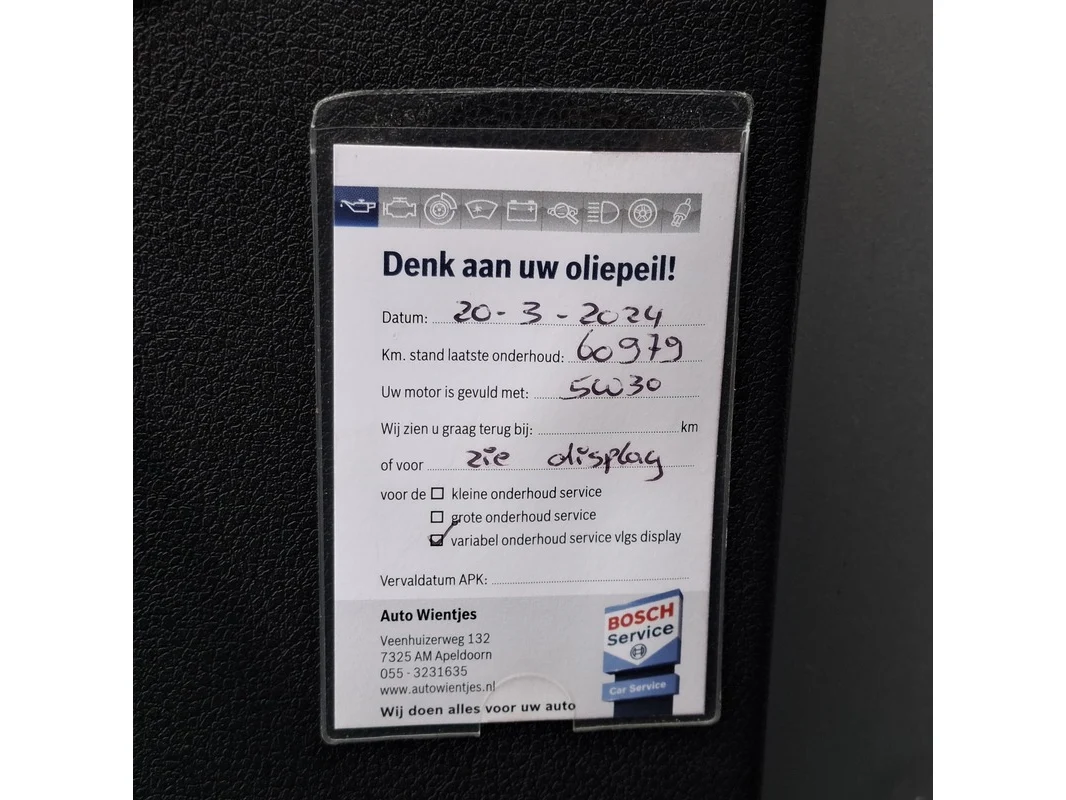 Denk aan uw oliepeil!
Datum: 20-3-2024
Km. stand laatste onderhoud: 60979
Uw motor is gevuld met: 5W30
Wij zien u graag terug bij: km
of voor zie display
voor de ☐ kleine onderhoud service
☐ grote onderhoud service
☑ variabel onderhoud service vlgs display
Vervaldatum APK:
Auto Wientjes
Veenhuizerweg 132
7325 AM Apeldoorn
055 - 3231635
www.autowientjes.nl
Wij doen alles voor uw auto
BOSCH
Service
Car Service